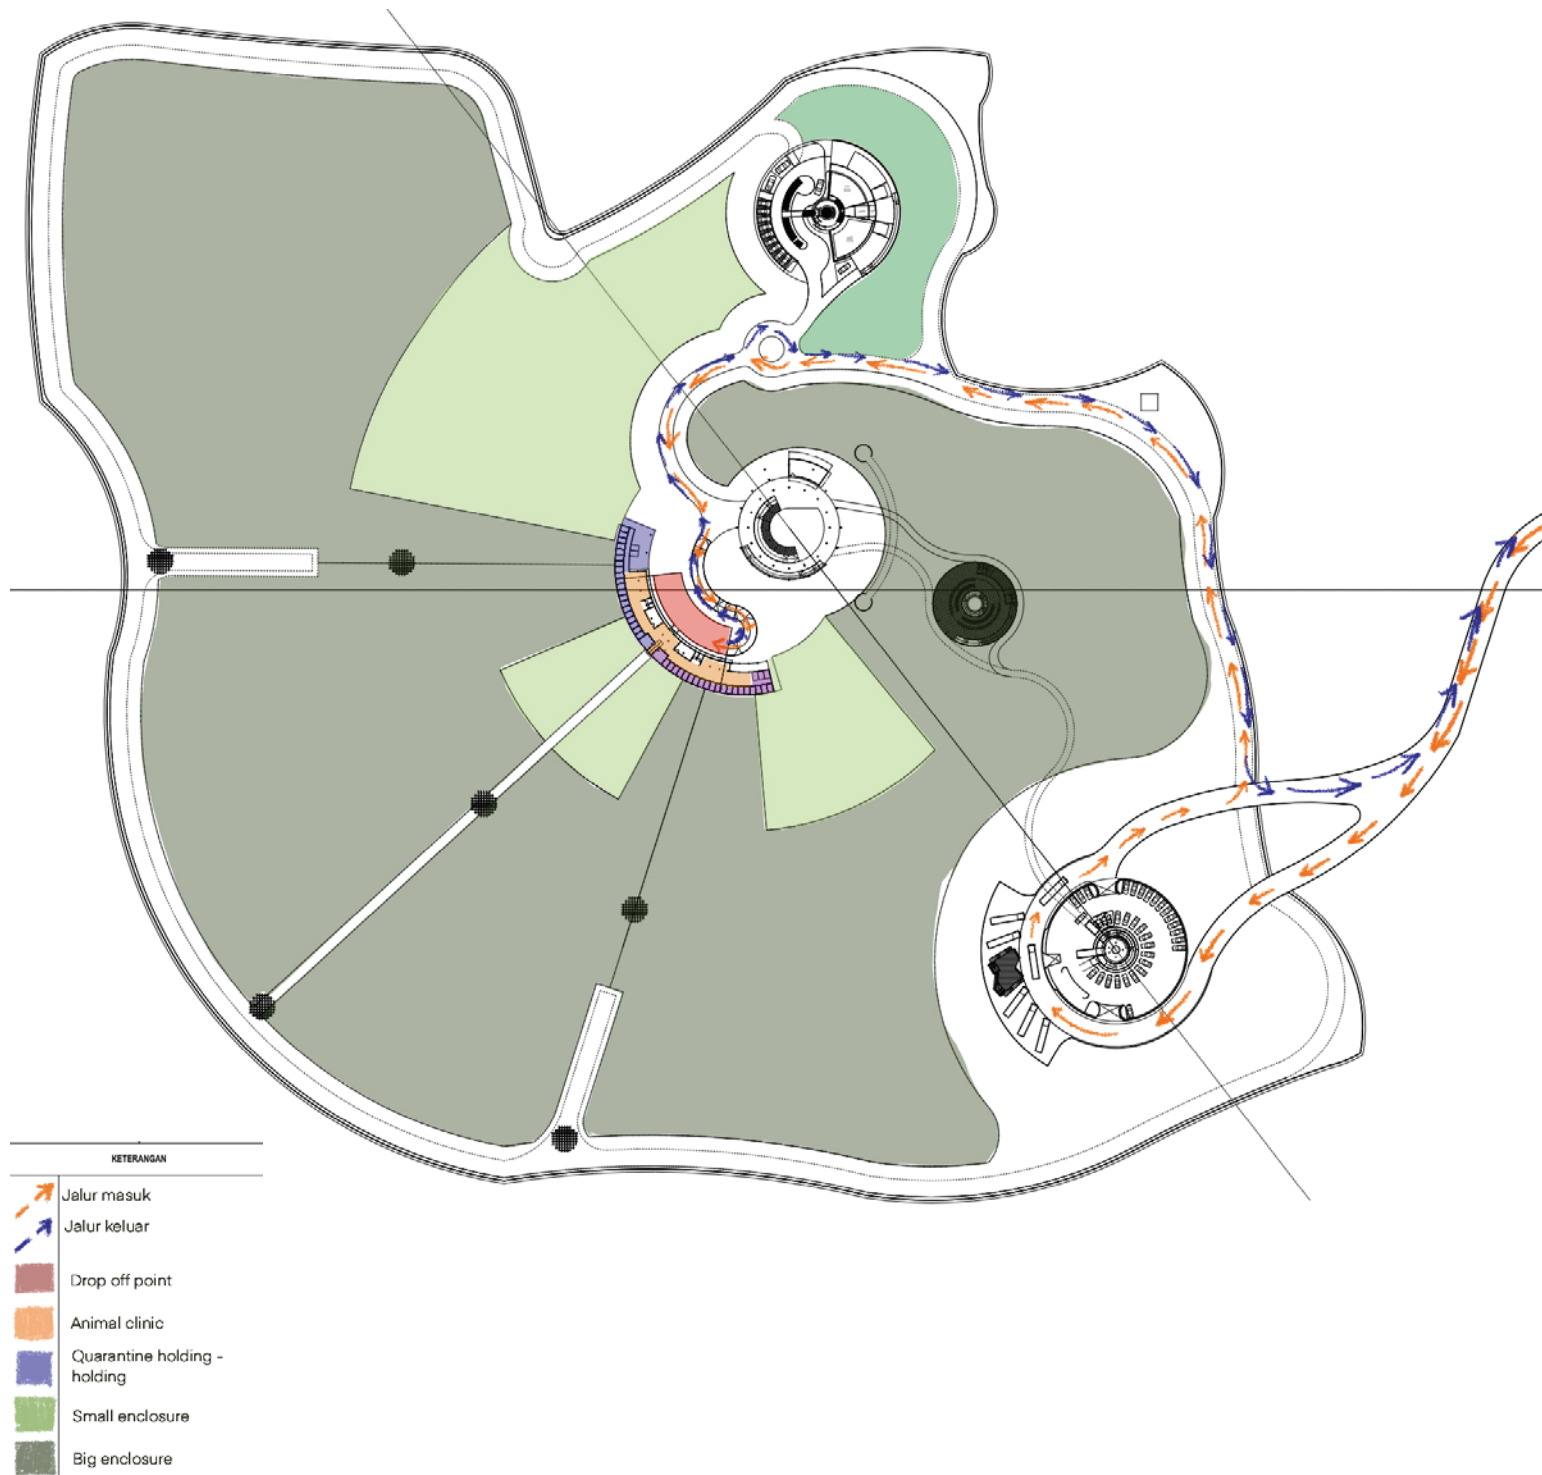 KETERANGAN
Jalur masuk
Jalur keluar
Drop off point
Animal clinic
Quarantine holding -
holding
Small enclosure
Big enclosure